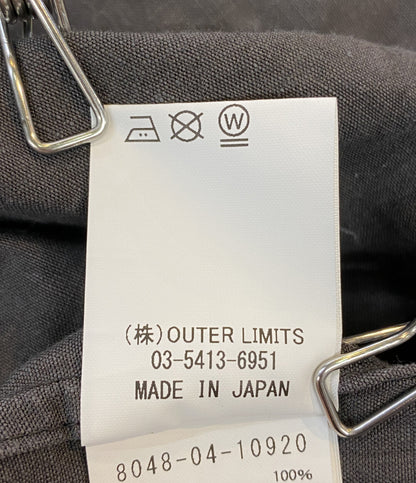 W
(株)OUTER LIMITS
03-5413-6951
MADE IN JAPAN
8048-04-10920
100%